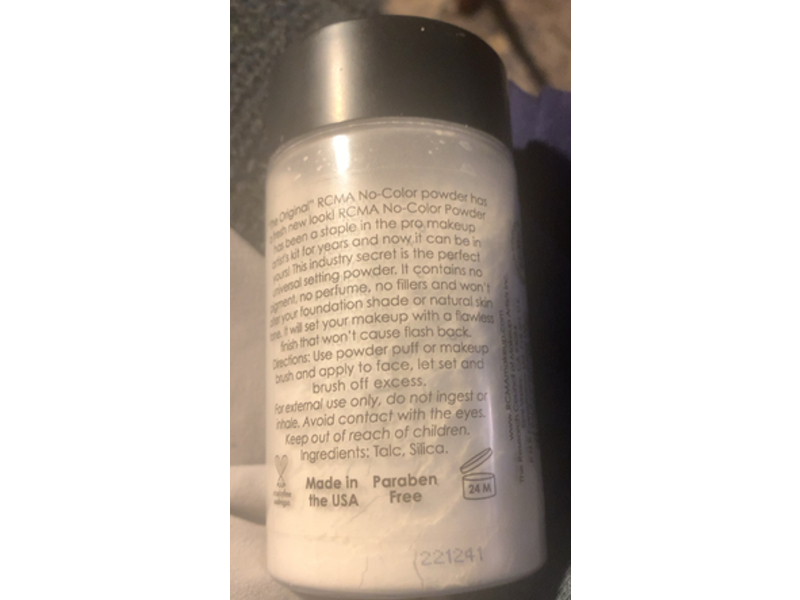 "The Original" RCMA No-Color powder has
a fresh new look! RCMA No-Color Powder
has been a staple in the pro makeup
artist's kit for years and now it can be in
yours! This industry secret is the perfect
universal setting powder. It contains no
pigment, no perfume, no fillers and won't
alter your foundation shade or natural skin
tone. It will set your makeup with a flawless
finish that won't cause flash back.
Directions: Use powder puff or makeup
brush and apply to face, let set and
brush off excess.
For external use only, do not ingest or
inhale. Avoid contact with the eyes.
Keep out of reach of children.
Ingredients: Talc, Silica.
Made in
the USA
Paraben
Free
24 M
221241